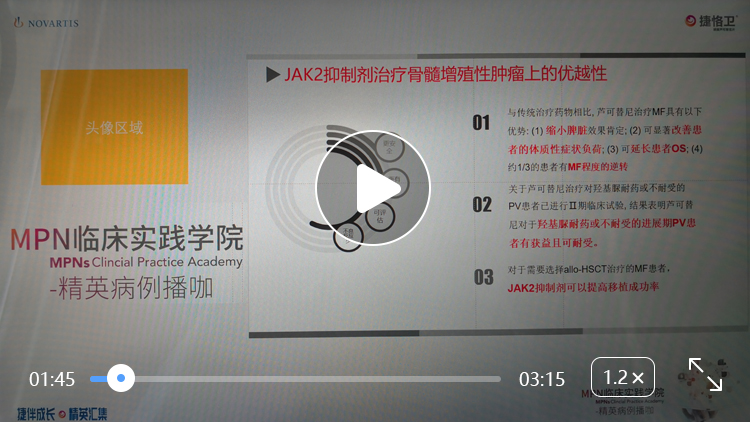 NOVARTIS
捷恪卫
头像区域
▶JAK2抑制剂治疗骨髓增殖性肿瘤上的优越性
01
与传统治疗药物相比, 芦可替尼治疗MF具有以下
优势: (1) 缩小脾脏效果肯定; (2) 可显著改善患
者的体质性症状负荷; (3) 可延长患者OS; (4)
约1/3的患者有MF程度的逆转
02
关于芦可替尼治疗对羟基脲耐药或不耐受的
PV患者已进行Ⅱ期临床试验, 结果表明芦可替
尼对于羟基脲耐药或不耐受的进展期PV患
者有获益且可耐受。
03
对于需要选择allo-HSCT治疗的MF患者,
JAK2抑制剂可以提高移植成功率
可评
估
MPN临床实践学院
MPNs Clincial Practice Academy
-精英病例播咖
01:45
03:15
1.2×
MPN临床实践学院
MPNs Clincial Practice Academy
-精英病例播咖
捷伴成长 精英汇集